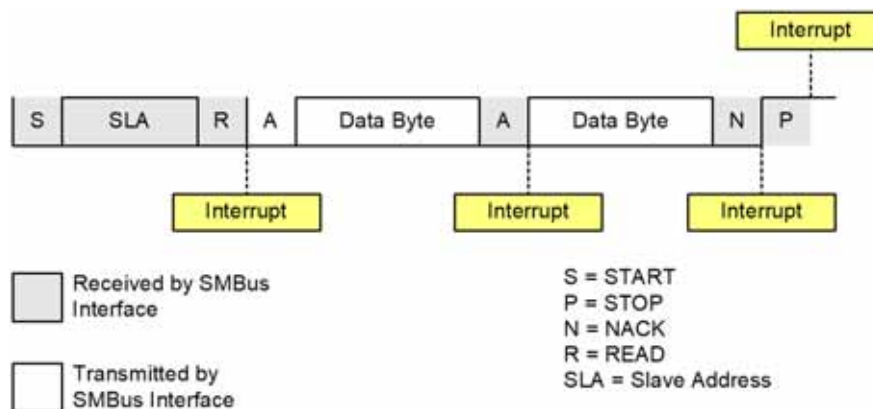 Interrupt
S SLA R A Data Byte A Data Byte N P
Interrupt Interrupt Interrupt
Received by SMBus
Interface
Transmitted by
SMBus Interface
S = START
P = STOP
N = NACK
R = READ
SLA = Slave Address